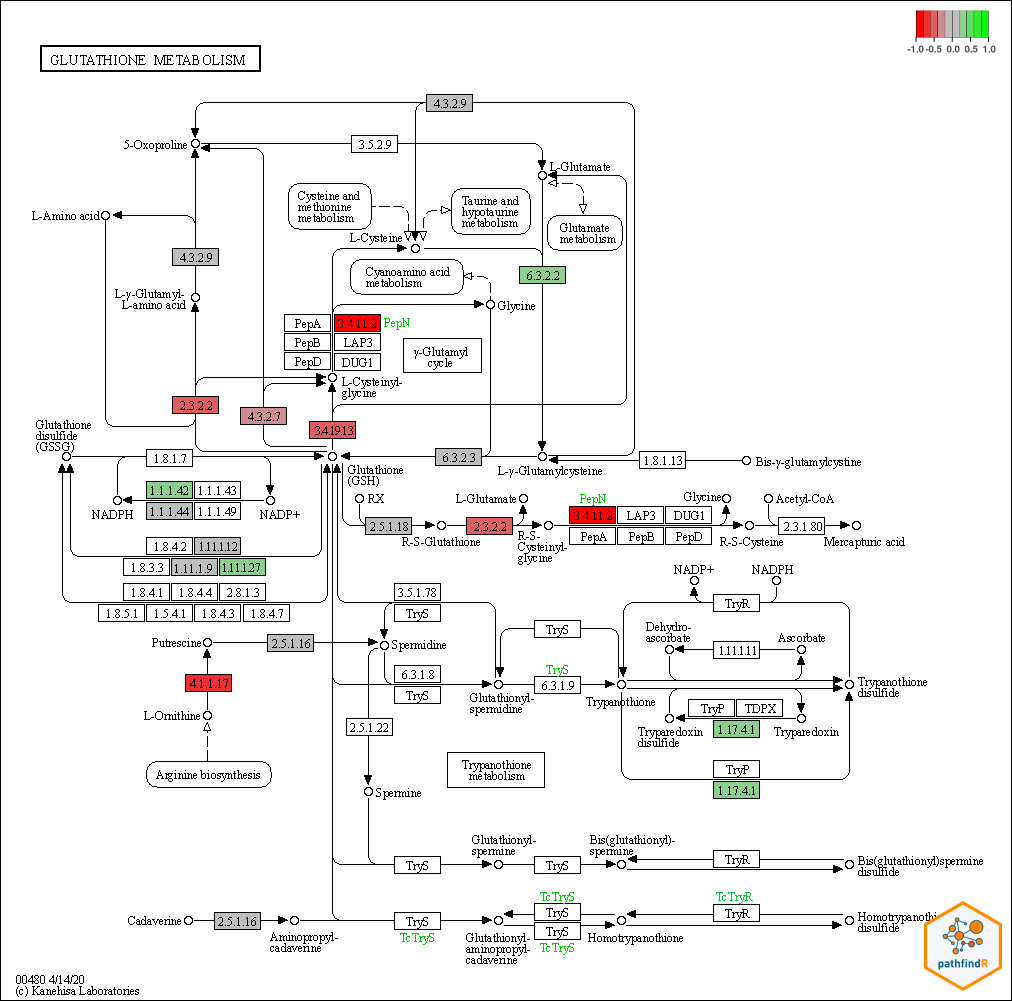 -1.0 -0.5 0.0 0.5 1.0
GLUTATHIONE METABOLISM
4.3.2.9
5-Oxoproline
3.5.2.9
L-Glutamate
Cysteine and
methionine
metabolism
Taurine and
hypotaurine
metabolism
L-Amino acid
Glutamate
metabolism
L-Cysteine
4.3.2.9
Cyanoamino acid
metabolism
6.3.2.2
L-γ-Glutamyl-
L-amino acid
Glycine
PepA
3.4.11.2
PepN
PepB
LAP3
PepD
DUG1
γ-Glutamyl
cycle
L-Cysteinyl-
glycine
2.3.2.2
4.3.2.7
3.4.19.13
Glutathione
disulfide
(GSSG)
1.8.1.7
6.3.2.3
1.8.1.13
Bis-γ-glutamylcystine
Glutathione
(GSH)
L-γ-Glutamylcysteine
1.1.1.42
1.1.1.43
NADPH
1.1.1.44
1.1.1.49
NADP+
RX
L-Glutamate
PepN
Glycine
Acetyl-CoA
2.5.1.18
2.3.2.2
3.4.11.2
LAP3
DUG1
2.3.1.80
R-S-Glutathione
R-S-
Cysteinyl-
glycine
PepA
PepB
PepD
R-S-Cysteine
Mercapturic acid
1.8.4.2
1.11.1.12
1.8.3.3
1.11.1.9
1.11.1.27
1.8.4.1
1.8.4.4
2.8.1.3
1.8.5.1
1.5.4.1
1.8.4.3
1.8.4.7
NADP+
NADPH
3.5.1.78
TryS
TryR
Putrescine
2.5.1.16
Spermidine
TryS
Dehydro-
ascorbate
Ascorbate
1.11.1.11
4.1.1.17
6.3.1.8
TryS
TryS
6.3.1.9
Glutathionyl-
spermidine
Trypanothione
Trypanothione
disulfide
L-Ornithine
2.5.1.22
TryP
TDPX
1.17.4.1
Tryparedoxin
disulfide
Tryparedoxin
Arginine biosynthesis
Trypanothione
metabolism
TryP
1.17.4.1
Spermine
Glutathionyl-
spermine
Bis(glutathionyl)-
spermine
TryS
TryS
TryR
Bis(glutathionyl)spermine
disulfide
TcTryS
TcTryR
Cadaverine
2.5.1.16
Aminopropyl-
cadaverine
TryS
TcTryS
Glutathionyl-
aminopropyl-
cadaverine
TryS
TryS
TcTryS
Homotrypanothione
TryR
Homotrypanothi
disulfide
pathfindR
00480 4/14/20
(c) Kanehisa Laboratories